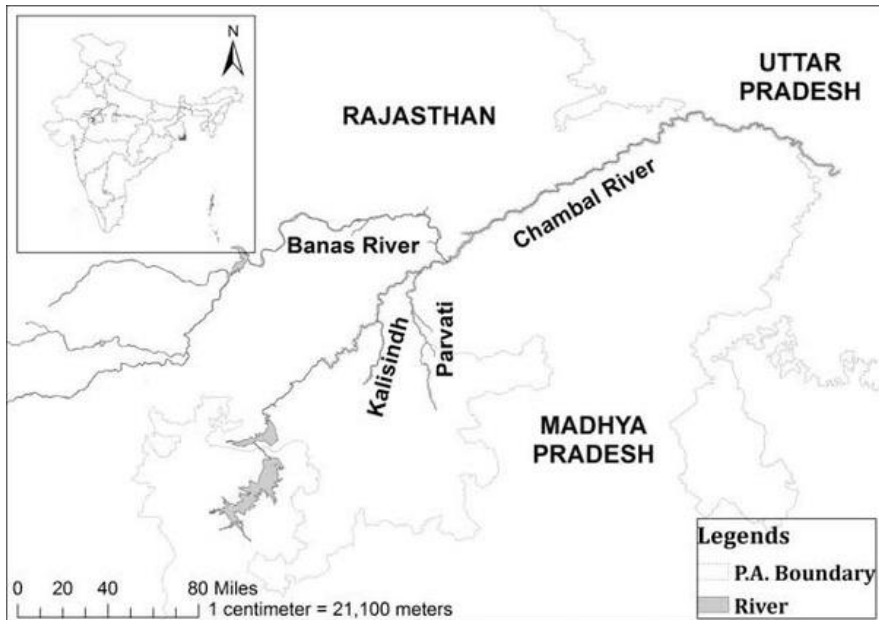 N
UTTAR
PRADESH
RAJASTHAN
Chambal River
Banas River
Kalisindh
Parvati
MADHYA
PRADESH
Legends
P.A. Boundary
River
0 20 40 80 Miles
1 centimeter = 21,100 meters